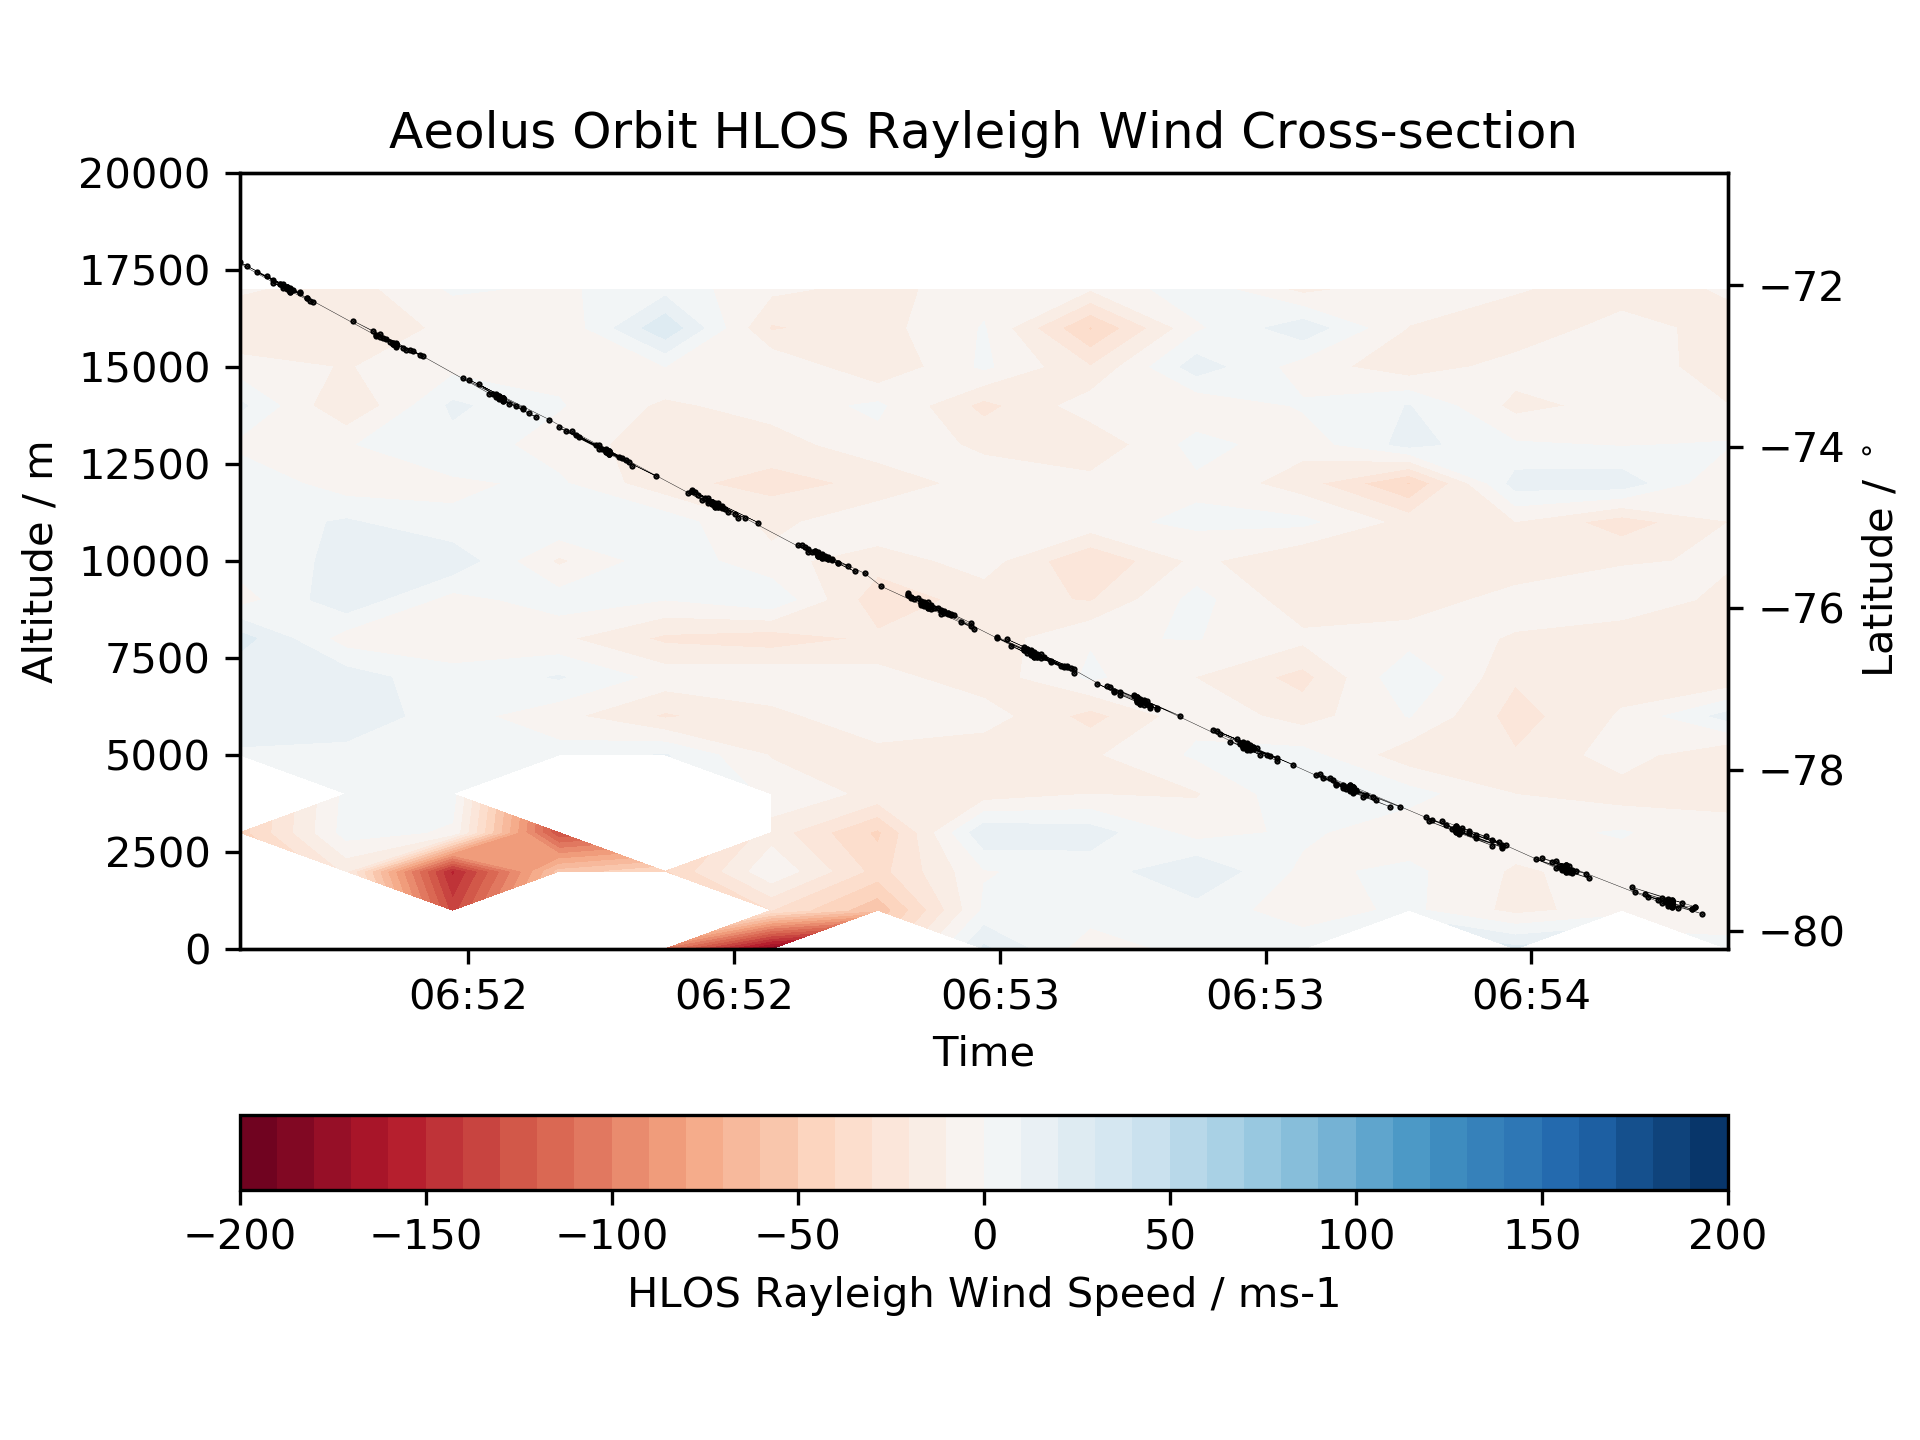 Aeolus Orbit HLOS Rayleigh Wind Cross-section
20000
17500
15000
12500
10000
7500
5000
2500
0
Altitude / m
−72
−74
−76
−78
−80
Latitude / °
06:52 06:52 06:53 06:53 06:54
Time
−200 −150 −100 −50 0 50 100 150 200
HLOS Rayleigh Wind Speed / ms-1